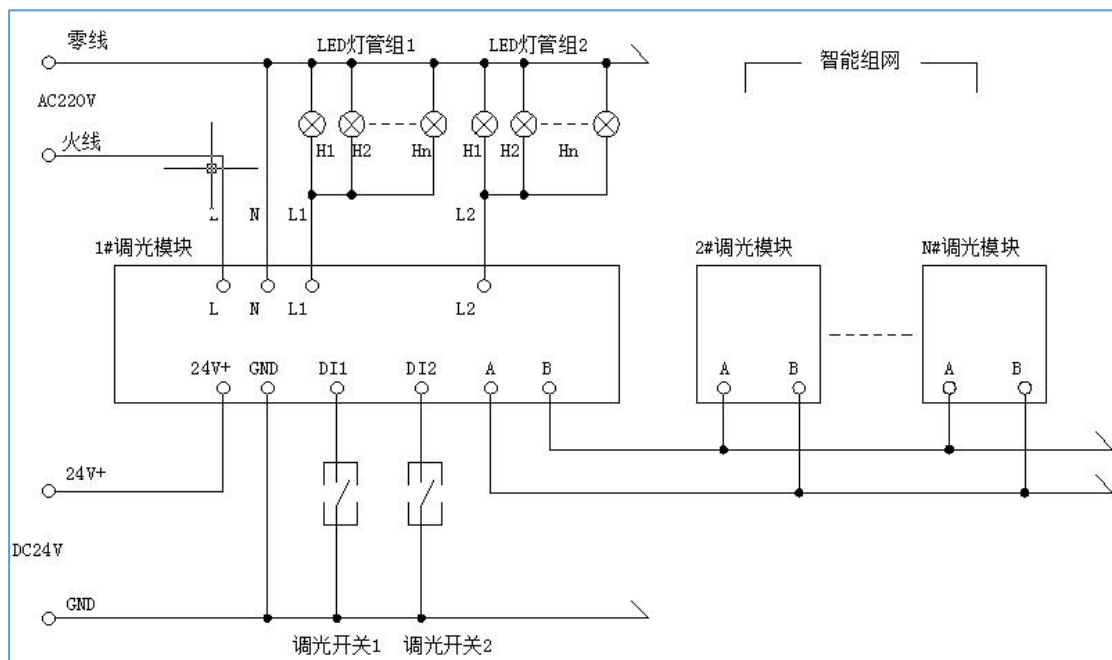 零线
LED灯管组1
LED灯管组2
智能组网
AC220V
火线
H1
H2
Hn
H1
H2
Hn
L
N
L1
L2
1#调光模块
2#调光模块
N#调光模块
L
N
L1
L2
24V+
GND
DI1
DI2
A
B
A
B
A
B
24V+
DC24V
GND
调光开关1
调光开关2